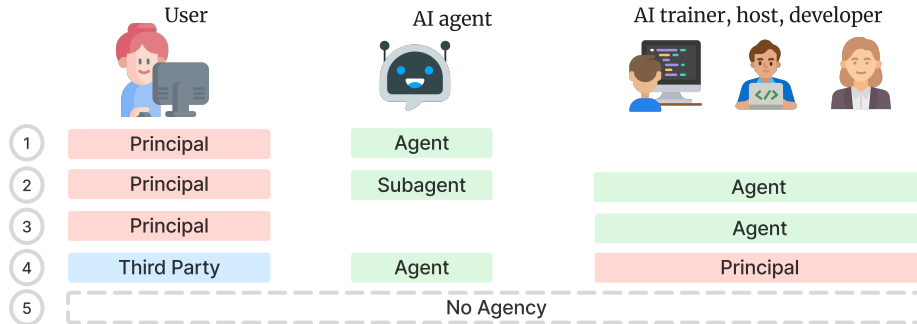 User AI agent AI trainer, host, developer
</>
1 Principal Agent
2 Principal Subagent Agent
3 Principal Agent
4 Third Party Agent Principal
5 No Agency